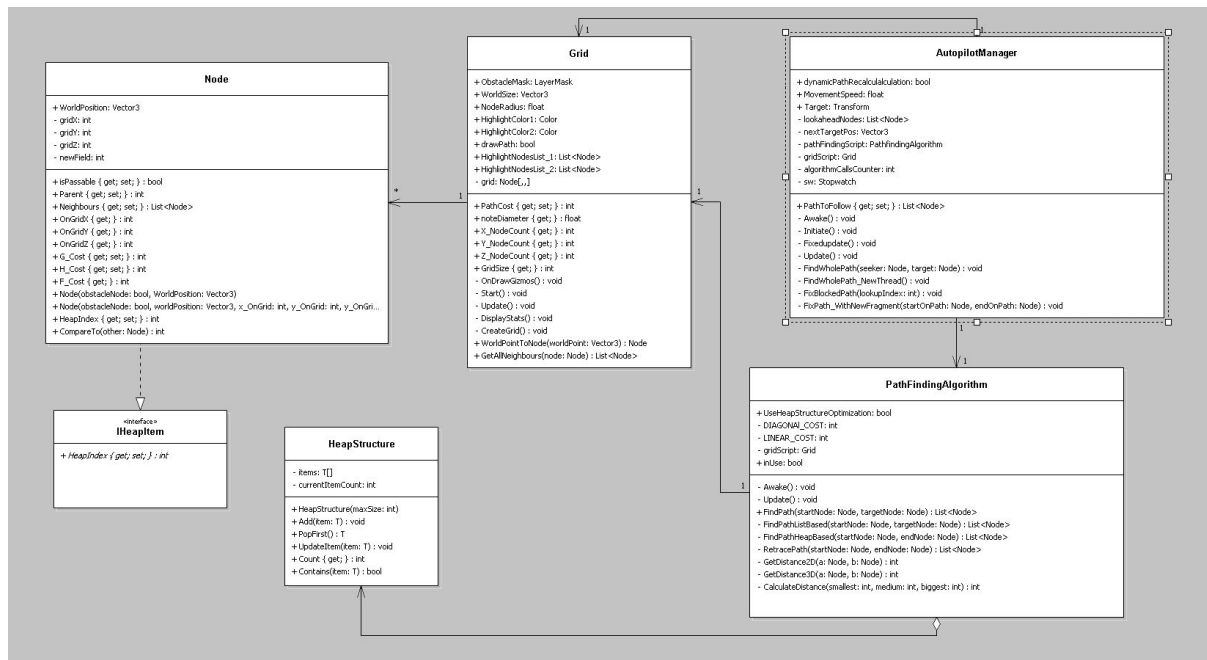 Node
+ WorldPosition: Vector3
- gridX: int
- gridY: int
- gridZ: int
- newField: int
+ isPassable { get; set; } : bool
+ Parent { get; set; } : int
+ Neighbours { get; set; } : List<Node>
+ OnGridX { get; } : int
+ OnGridY { get; } : int
+ OnGridZ { get; } : int
+ G_Cost { get; set; } : int
+ H_Cost { get; set; } : int
+ F_Cost { get; } : int
+ Node(obstacleNode: bool, WorldPosition: Vector3)
+ Node(obstacleNode: bool, worldPosition: Vector3, x_OnGrid: int, y_OnGrid: int, y_OnGri...
+ HeapIndex { get; set; } : int
+ CompareTo(other: Node) : int
*
1
Grid
+ ObstacleMask: LayerMask
+ WorldSize: Vector3
+ NodeRadius: float
+ HighlightColor1: Color
+ HighlightColor2: Color
+ drawPath: bool
+ HighlightNodesList_1: List<Node>
+ HighlightNodesList_2: List<Node>
- grid: Node[,,]
+ PathCost { get; set; } : int
+ noteDiameter { get; } : float
+ X_NodeCount { get; } : int
+ Y_NodeCount { get; } : int
+ Z_NodeCount { get; } : int
+ GridSize { get; } : int
- OnDrawGizmos() : void
- Start() : void
- Update() : void
- DisplayStats() : void
- CreateGrid() : void
+ WorldPointToNode(worldPoint: Vector3) : Node
+ GetAllNeighbours(node: Node) : List<Node>
1
1
1
AutopilotManager
+ dynamicPathRecalulalculation: bool
+ MovementSpeed: float
+ Target: Transform
- lookaheadNodes: List<Node>
- nextTargetPos: Vector3
- pathFindingScript: PathfindingAlgorithm
- gridScript: Grid
- algorithmCallsCounter: int
- sw: Stopwatch
+ PathToFollow { get; set; } : List<Node>
- Awake() : void
- Initiate() : void
- Fixedupdate() : void
- Update() : void
- FindWholePath(seeker: Node, target: Node) : void
- FindWholePath_NewThread() : void
- FixBlockedPath(lookupIndex: int) : void
- FixPath_WithNewFragment(startOnPath: Node, endOnPath: Node) : void
1
1
«interface»
IHeapItem
+ HeapIndex { get; set; } : int
HeapStructure
- items: T[]
- currentItemCount: int
+ HeapStructure(maxSize: int)
+ Add(item: T) : void
+ PopFirst() : T
+ UpdateItem(item: T) : void
+ Count { get; } : int
+ Contains(item: T) : bool
1
PathFindingAlgorithm
+ UseHeapStructureOptimization: bool
- DIAGONAl_COST: int
- LINEAR_COST: int
- gridScript: Grid
+ inUse: bool
- Awake() : void
- Update() : void
+ FindPath(startNode: Node, targetNode: Node) : List<Node>
- FindPathListBased(startNode: Node, targetNode: Node) : List<Node>
- FindPathHeapBased(startNode: Node, endNode: Node) : List<Node>
- RetracePath(startNode: Node, endNode: Node) : List<Node>
- GetDistance2D(a: Node, b: Node) : int
- GetDistance3D(a: Node, b: Node) : int
- CalculateDistance(smallest: int, medium: int, biggest: int) : int